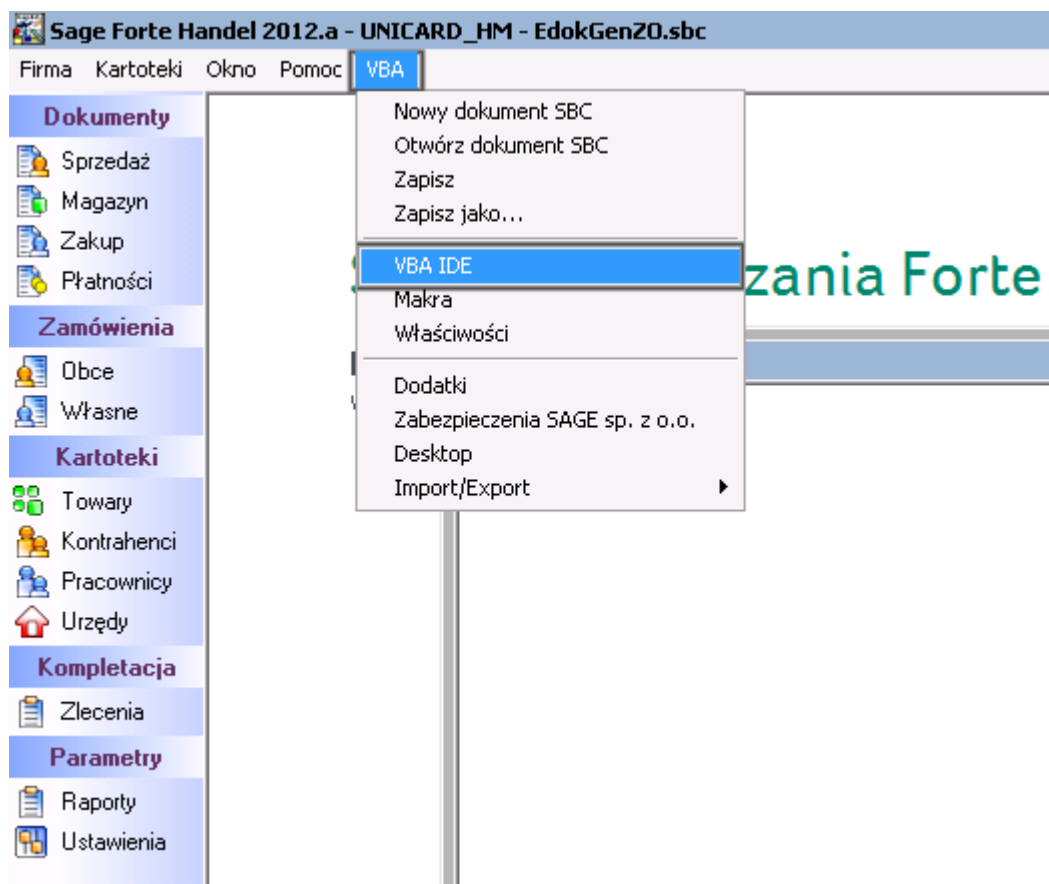 Sage Forte Handel 2012.a - UNICARD_HM - EdokGenZO.sbc
Firma Kartoteki Okno Pomoc VBA
Dokumenty
Sprzedaż
Magazyn
Zakup
Płatności
Zamówienia
Obce
Własne
Kartoteki
Towary
Kontrahenci
Pracownicy
Urzędy
Kompletacja
Zlecenia
Parametry
Raporty
Ustawienia
Nowy dokument SBC
Otwórz dokument SBC
Zapisz
Zapisz jako...
VBA IDE
Makra
Właściwości
Dodatki
Zabezpieczenia SAGE sp. z o.o.
Desktop
Import/Export
zania Forte